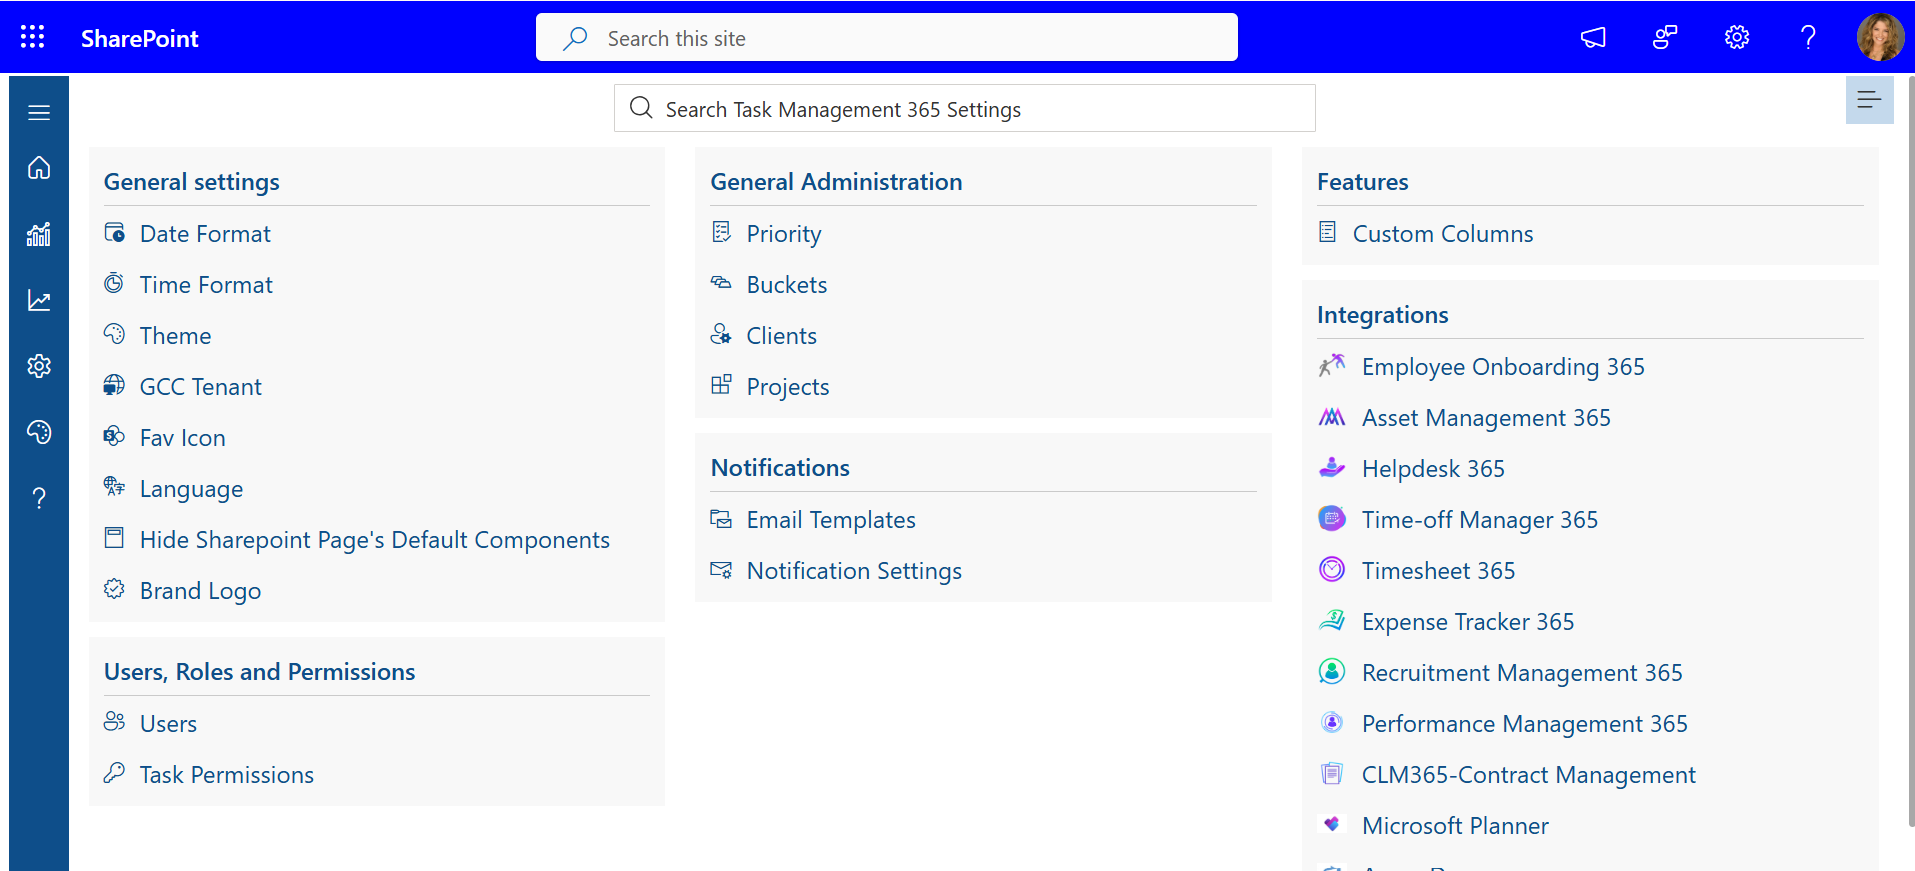 SharePoint
Search this site
Search Task Management 365 Settings
General settings
Date Format
Time Format
Theme
GCC Tenant
Fav Icon
Language
Hide Sharepoint Page's Default Components
Brand Logo
Users, Roles and Permissions
Users
Task Permissions
General Administration
Priority
Buckets
Clients
Projects
Notifications
Email Templates
Notification Settings
Features
Custom Columns
Integrations
Employee Onboarding 365
Asset Management 365
Helpdesk 365
Time-off Manager 365
Timesheet 365
Expense Tracker 365
Recruitment Management 365
Performance Management 365
CLM365-Contract Management
Microsoft Planner